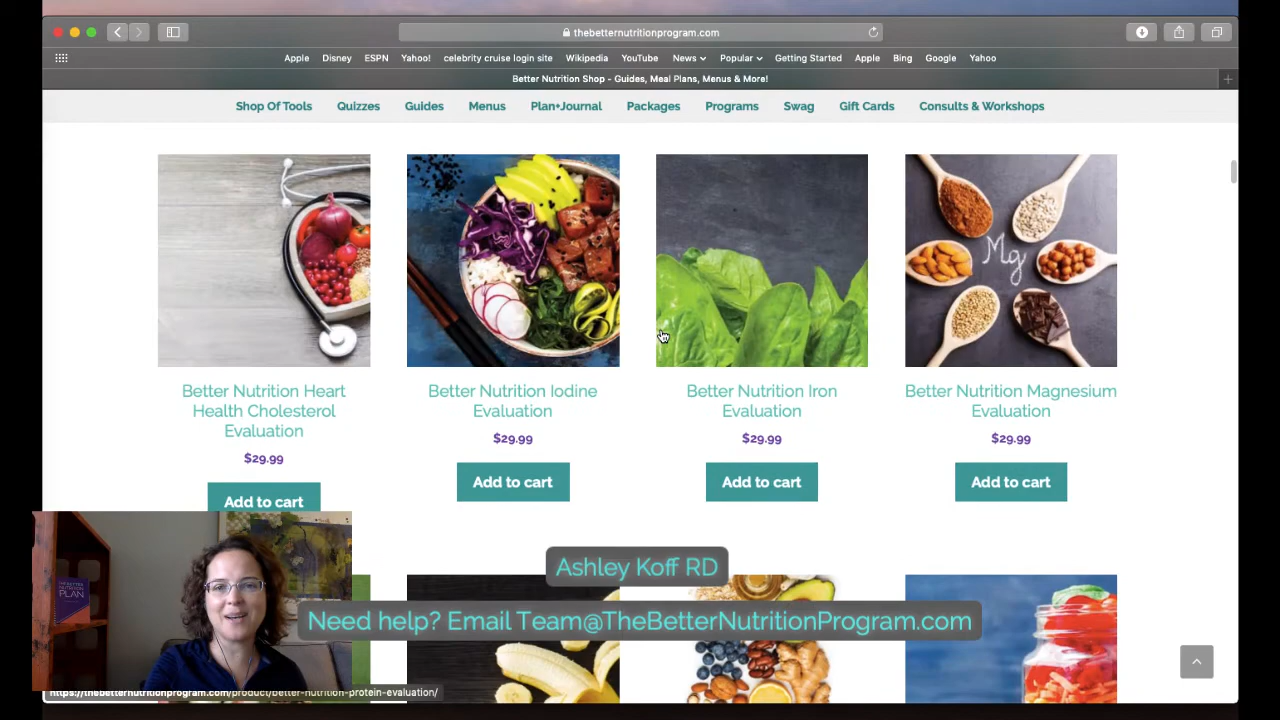 thebetternutritionprogram.com
Apple Disney ESPN Yahoo! celebrity cruise login site Wikipedia YouTube News Popular Getting Started Apple Bing Google Yahoo
Better Nutrition Shop - Guides, Meal Plans, Menus & More!
Shop Of Tools Quizzes Guides Menus Plan+Journal Packages Programs Swag Gift Cards Consults & Workshops
Mg
Better Nutrition Heart
Health Cholesterol
Evaluation
$29.99
Add to cart
Better Nutrition Iodine
Evaluation
$29.99
Add to cart
Better Nutrition Iron
Evaluation
$29.99
Add to cart
Better Nutrition Magnesium
Evaluation
$29.99
Add to cart
THE BETTER
NUTRITION
PLAN
Ashley Koff RD
Need help? Email Team@TheBetterNutritionProgram.com
https://thebetternutritionprogram.com/product/better-nutrition-protein-evaluation/